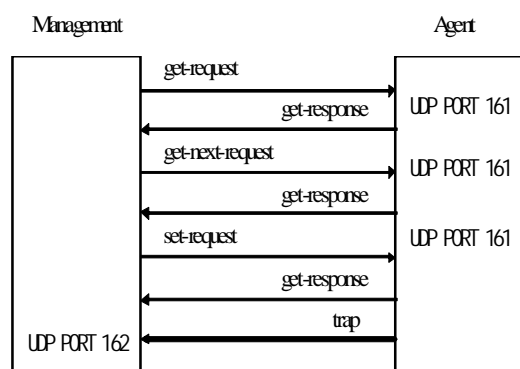 Management
Agent
get-request
get-response
UDP PORT 161
get-next-request
UDP PORT 161
get-response
set-request
UDP PORT 161
get-response
trap
UDP PORT 162